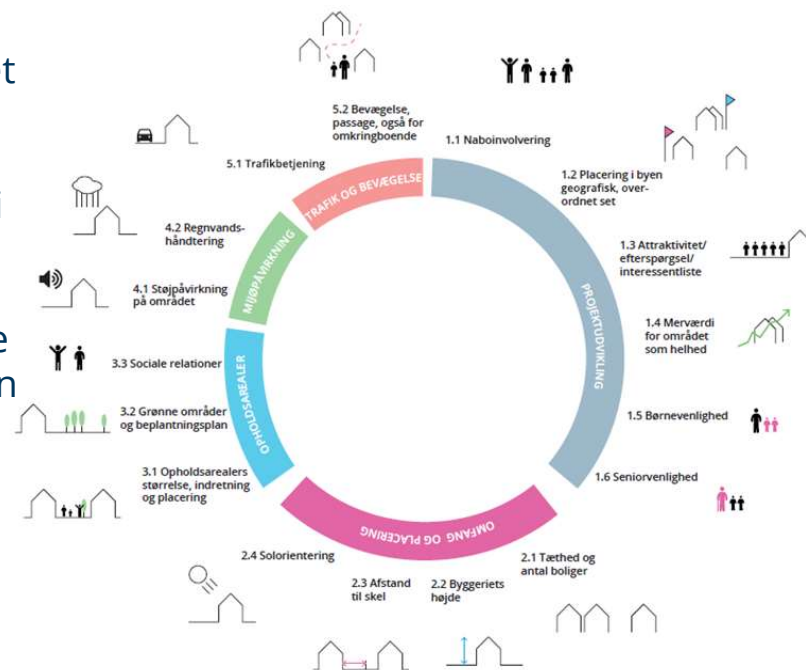 t
i
e
n
5.2 Bevægelse,
passage, også for
omkringboende
1.1 Naboinvolvering
1.2 Placering i byen
geografisk, over-
ordnet set
1.3 Attraktivitet/
efterspørgsel/
interessentliste
1.4 Merværdi
for området
som helhed
1.5 Børnevenlighed
1.6 Seniorvenlighed
2.1 Tæthed og
antal boliger
2.2 Byggeriets
højde
2.3 Afstand
til skel
2.4 Solorientering
3.1 Opholdsarealers
størrelse, indretning
og placering
3.2 Grønne områder
og beplantningsplan
3.3 Sociale relationer
4.1 Støjpåvirkning
på området
4.2 Regnvands-
håndtering
5.1 Trafikbetjening
TRAFIK OG BEVÆGELSE
PROJEKTUDVIKLING
OMFANG OG PLACERING
OPHOLDSAREALER
MIJØPÅVIRKNING